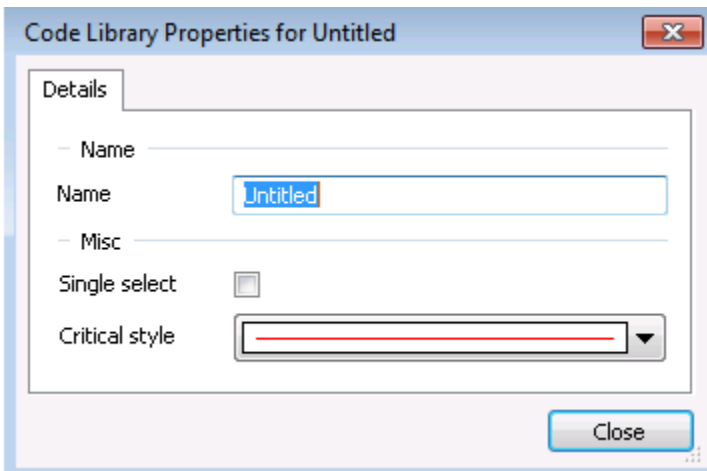 Code Library Properties for Untitled
Details
Name
Name Untitled
Misc
Single select
Critical style
Close